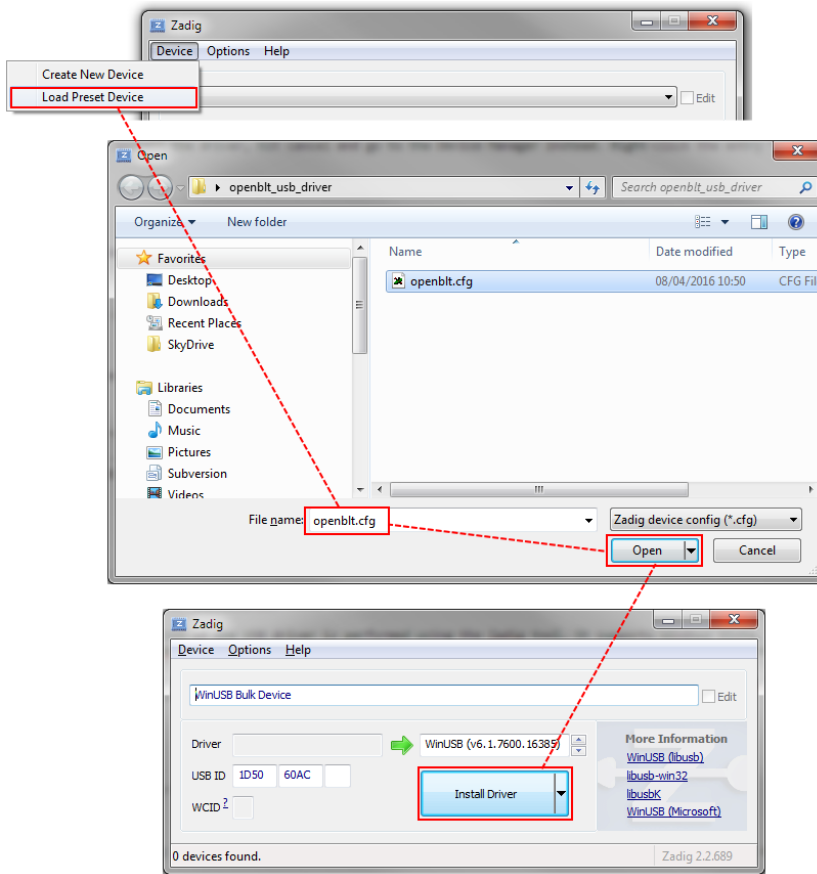 Zadig
Device Options Help
Create New Device
Load Preset Device
Edit
Open
openblt_usb_driver
Search openblt_usb_driver
Organize New folder
Name Date modified Type
Favorites
Desktop
Downloads
Recent Places
SkyDrive
openblt.cfg 08/04/2016 10:50 CFG Fil
Libraries
Documents
Music
Pictures
Subversion
Videos
File name: openblt.cfg
Zadig device config (*.cfg)
Open Cancel
Zadig
Device Options Help
WinUSB Bulk Device
Edit
Driver
WinUSB (v6.1.7600.16385)
USB ID 1D50 60AC
WCID ?
Install Driver
More Information
WinUSB (libusb)
libusb-win32
libusbK
WinUSB (Microsoft)
0 devices found.
Zadig 2.2.689